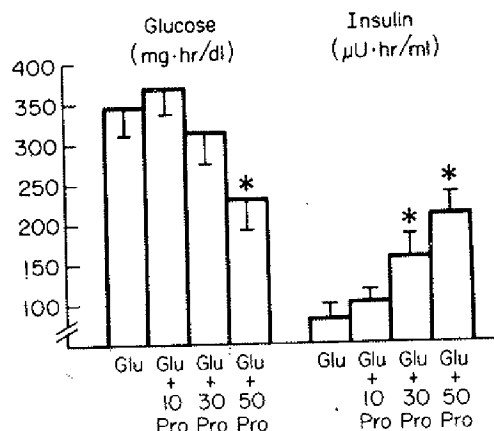 Glucose
(mg·hr/dl)
Insulin
(μU·hr/ml)
400
350
300
250
200
150
100
*
*
*
Glu
Glu
+
10
Pro
Glu
+
30
Pro
Glu
+
50
Pro
Glu
Glu
+
10
Pro
Glu
+
30
Pro
Glu
+
50
Pro